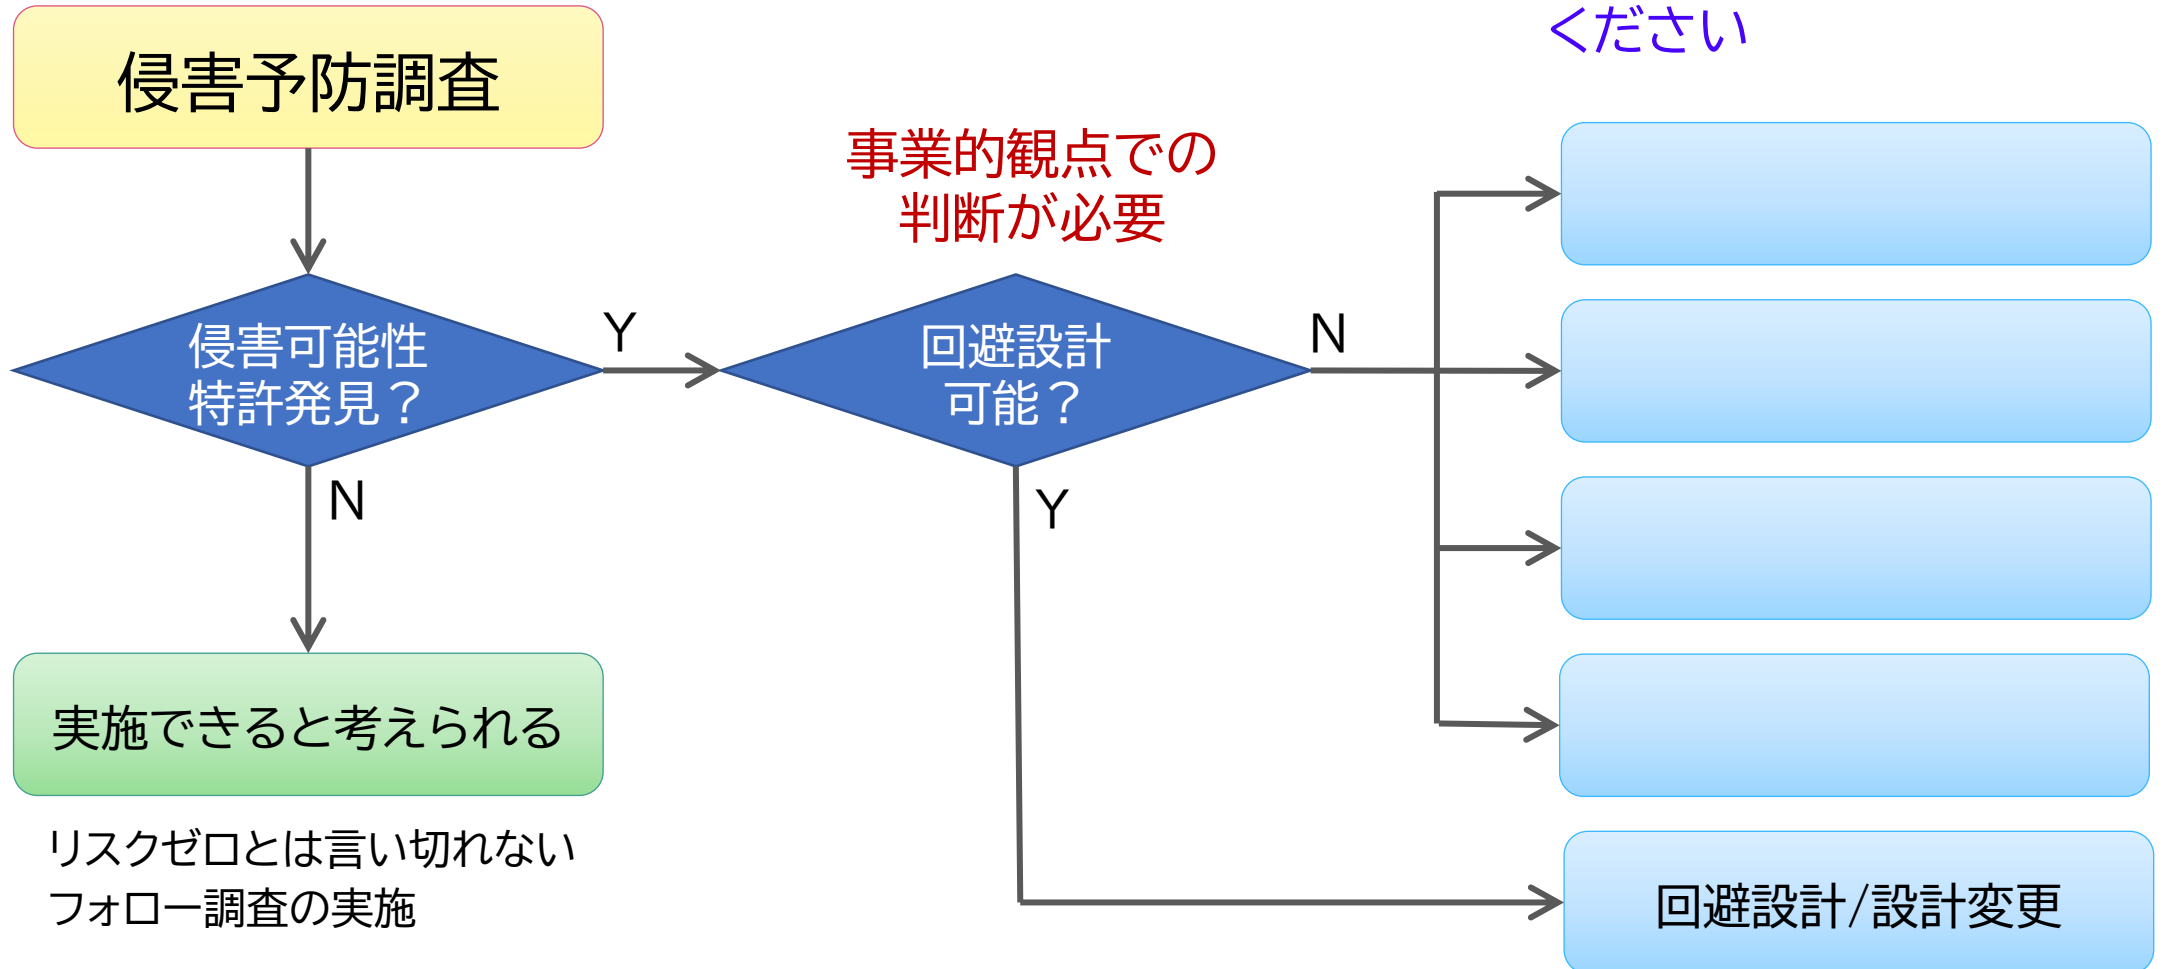 ください
侵害予防調査
事業的観点での
判断が必要
侵害可能性
特許発見？
Y
回避設計
可能？
N
N
Y
実施できると考えられる
リスクゼロとは言い切れない
フォロー調査の実施
回避設計/設計変更